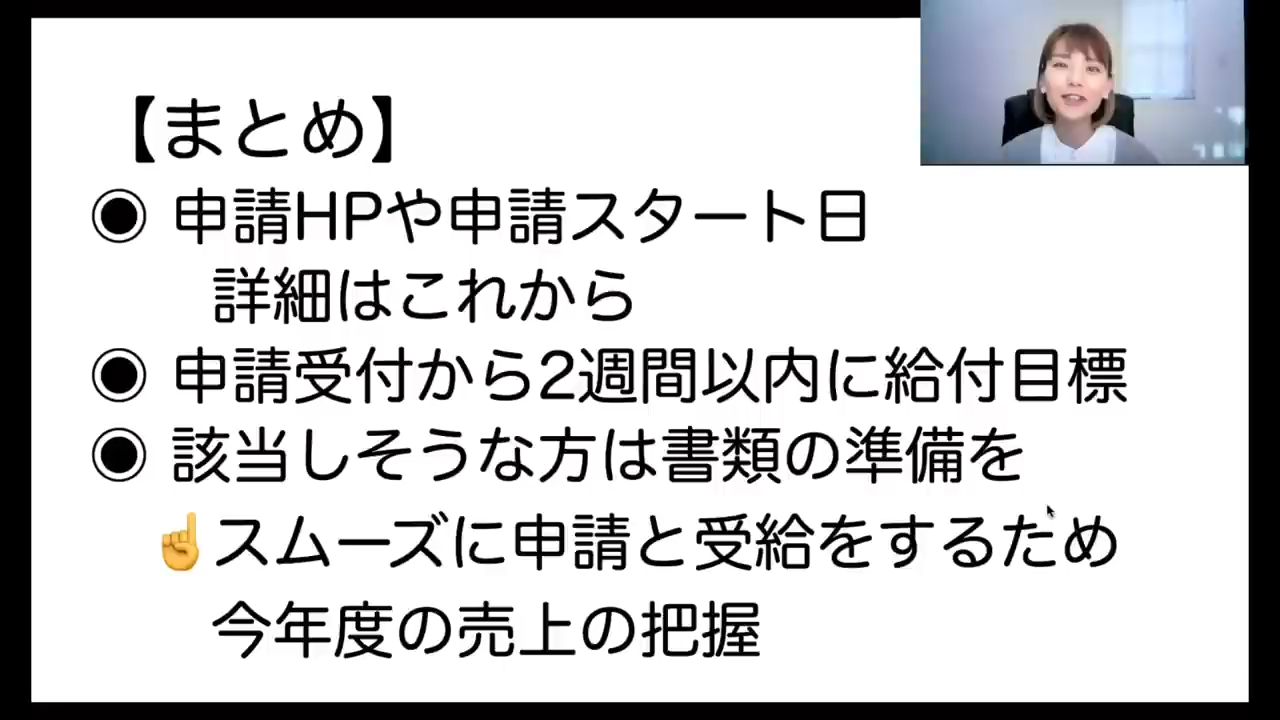 【まとめ】
◉ 申請HPや申請スタート日
詳細はこれから
◉ 申請受付から2週間以内に給付目標
◉ 該当しそうな方は書類の準備を
☝スムーズに申請と受給をするため
今年度の売上の把握